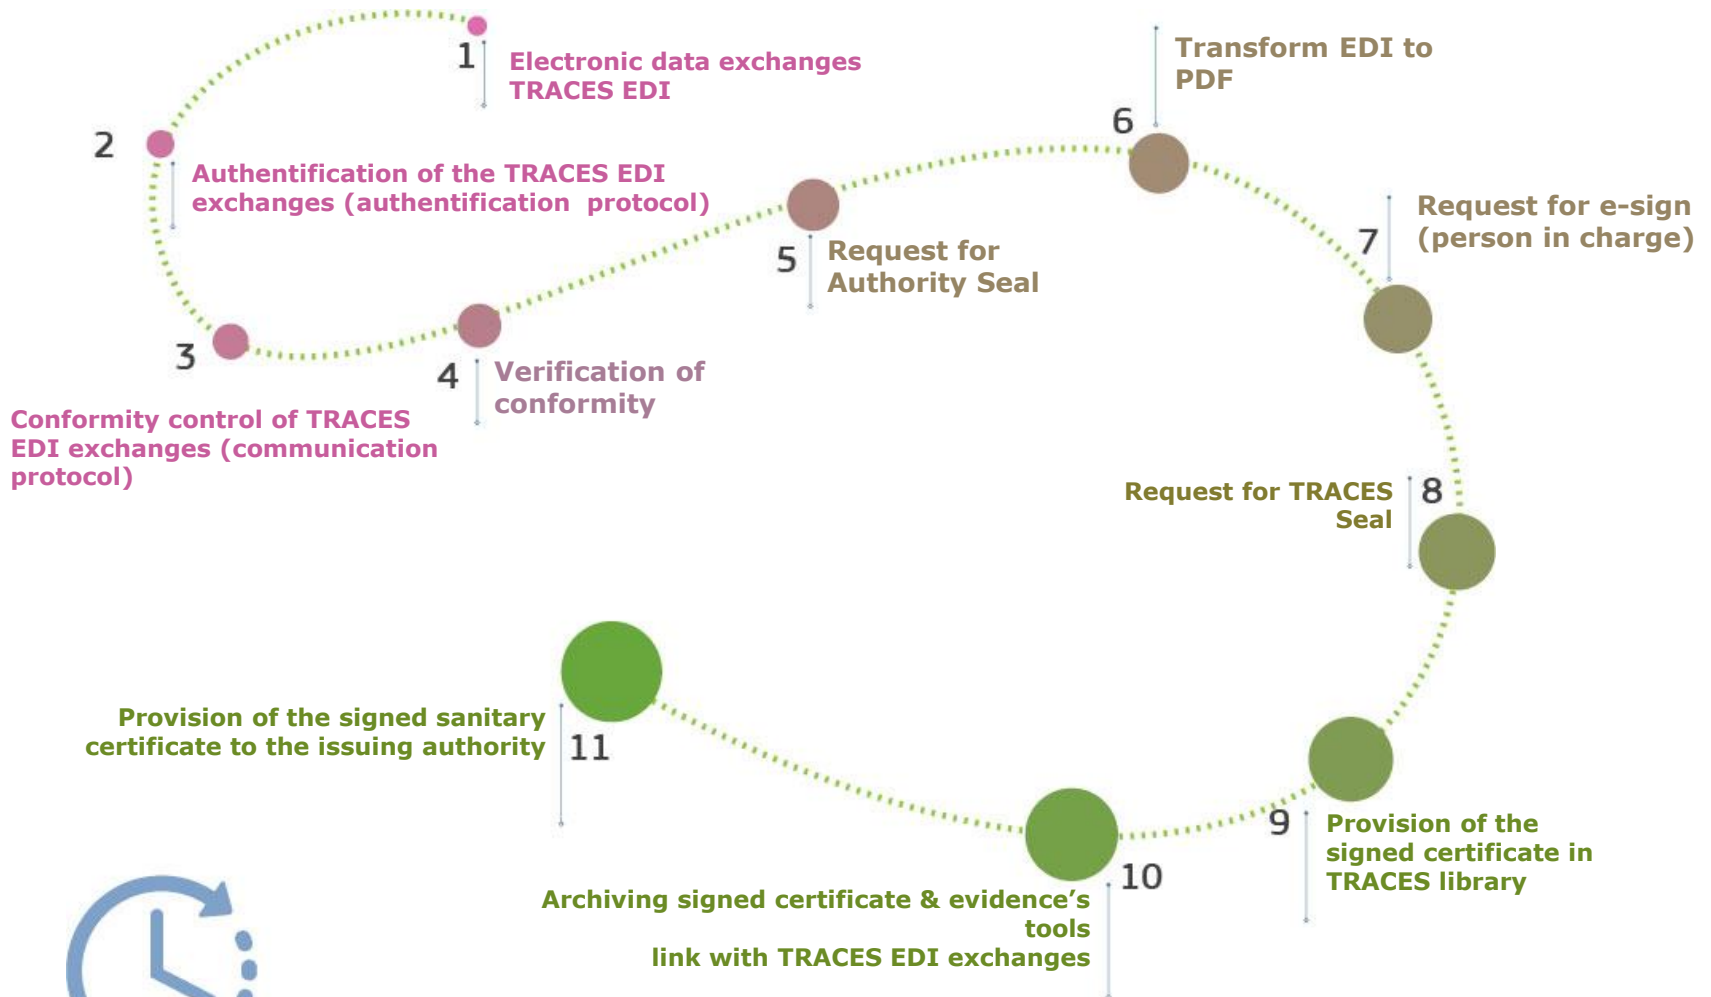 1
Electronic data exchanges
TRACES EDI
2
Authentification of the TRACES EDI
exchanges (authentification protocol)
3
Conformity control of TRACES
EDI exchanges (communication
protocol)
4
Verification of
conformity
5
Request for
Authority Seal
6
Transform EDI to
PDF
7
Request for e-sign
(person in charge)
8
Request for TRACES
Seal
9
Provision of the
signed certificate in
TRACES library
10
Archiving signed certificate & evidence’s
tools
link with TRACES EDI exchanges
11
Provision of the signed sanitary
certificate to the issuing authority